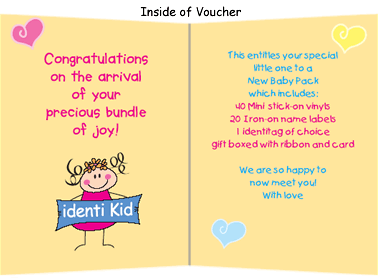 Inside of Voucher
Congratulations
on the arrival
of your
precious bundle
of joy!
identi Kid
This entitles your special
little one to a
New Baby Pack
which includes:
40 Mini stick-on vinyls
20 Iron-on name labels
1 identitag of choice
gift boxed with ribbon and card
We are so happy to
now meet you!
With love